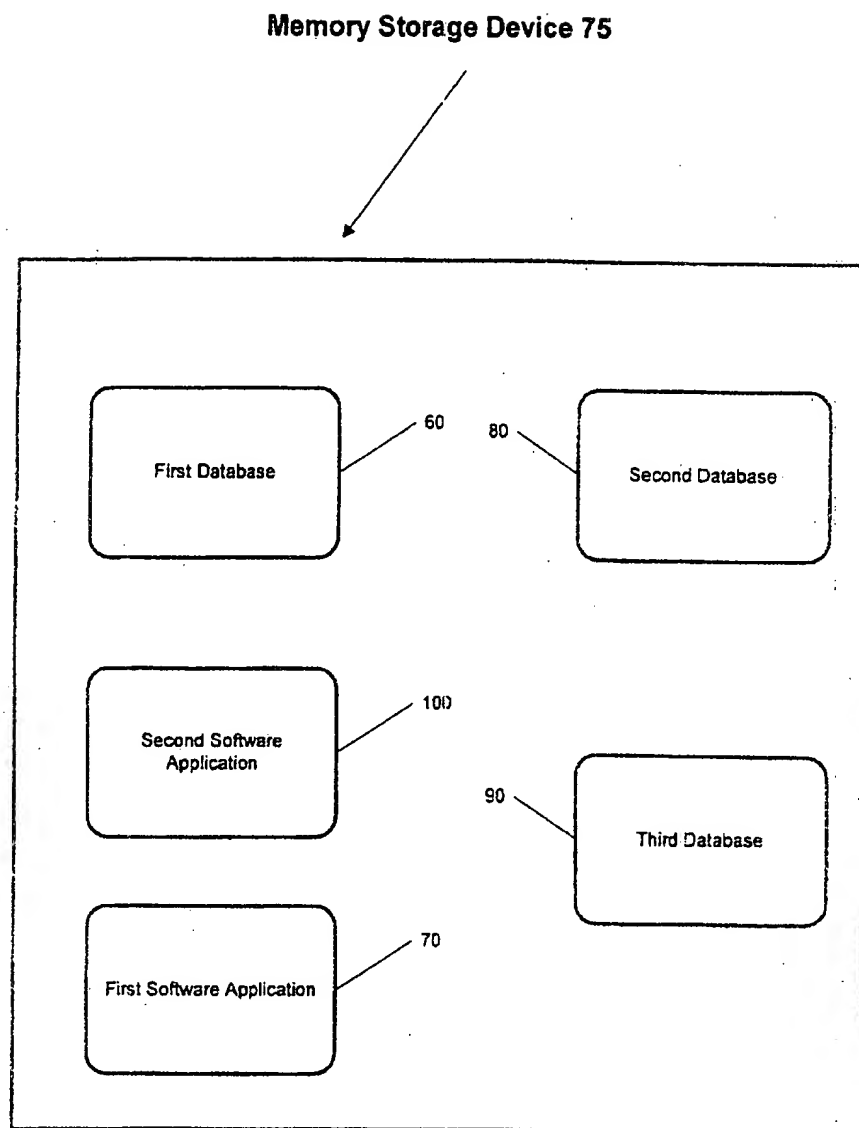 Memory Storage Device 75
First Database
60
80
Second Database
Second Software
Application
100
90
Third Database
First Software Application
70